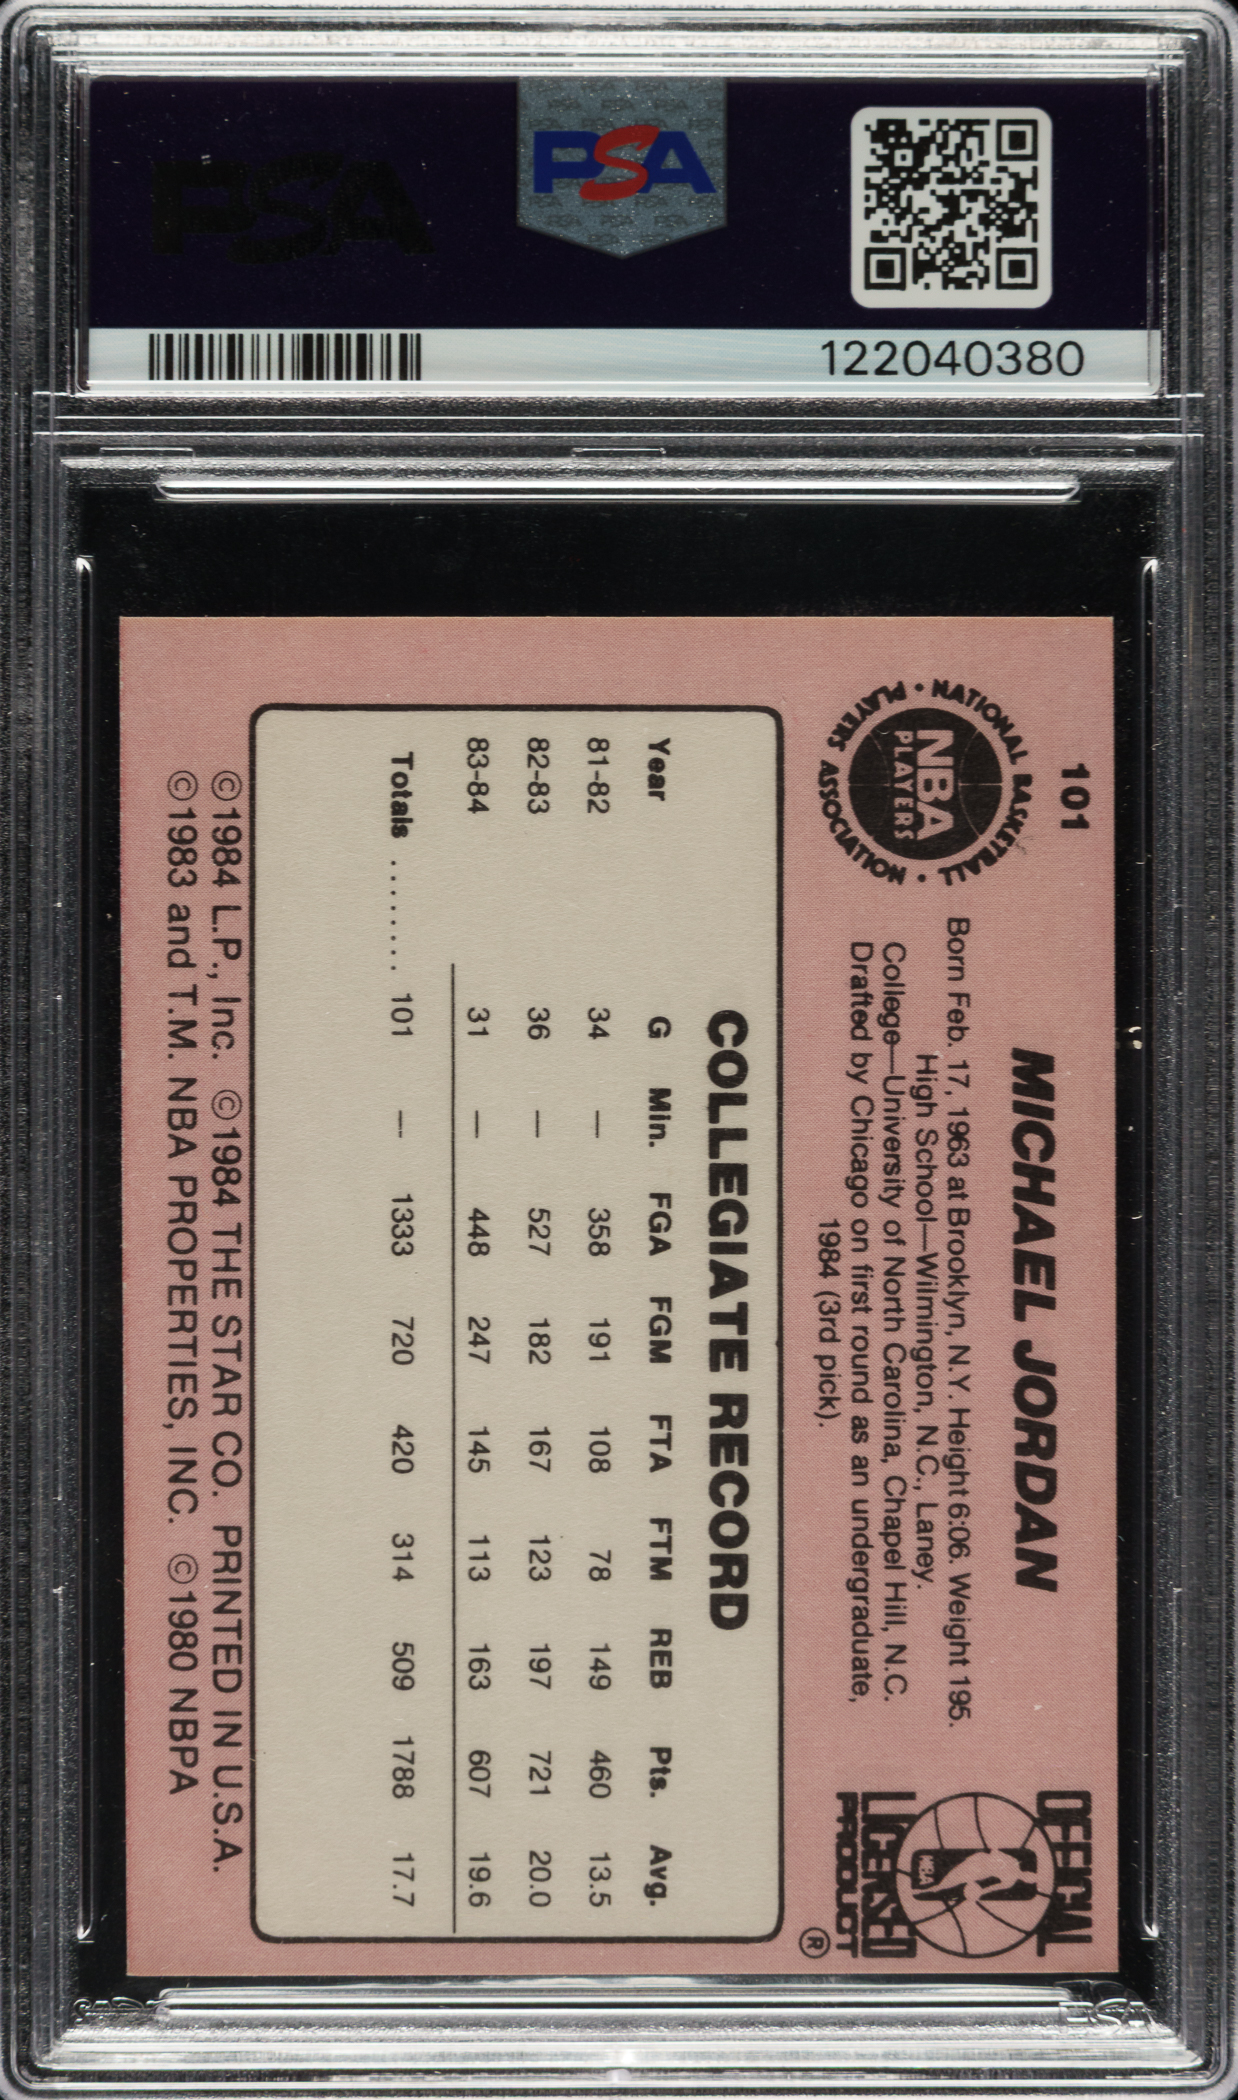 PSA
PSA
122040380
101
NATIONAL BASKETBALL
PLAYERS ASSOCIATION
NBA
PLAYERS
MICHAEL JORDAN
Born Feb. 17, 1963 at Brooklyn, N.Y. Height 6:06. Weight 195.
High School—Wilmington, N.C., Laney.
College—University of North Carolina, Chapel Hill, N.C.
Drafted by Chicago on first round as an undergraduate,
1984 (3rd pick).
OFFICIAL
NBA
LICENSED
PRODUCT
®
COLLEGIATE RECORD
Year G Min. FGA FGM FTA FTM REB Pts. Avg.
81-82 34 — 358 191 108 78 149 460 13.5
82-83 36 — 527 182 167 123 197 721 20.0
83-84 31 — 448 247 145 113 163 607 19.6
Totals ........ 101 — 1333 720 420 314 509 1788 17.7
©1984 L.P., Inc. ©1984 THE STAR CO. PRINTED IN U.S.A.
©1983 and T.M. NBA PROPERTIES, INC. ©1980 NBPA
PSA